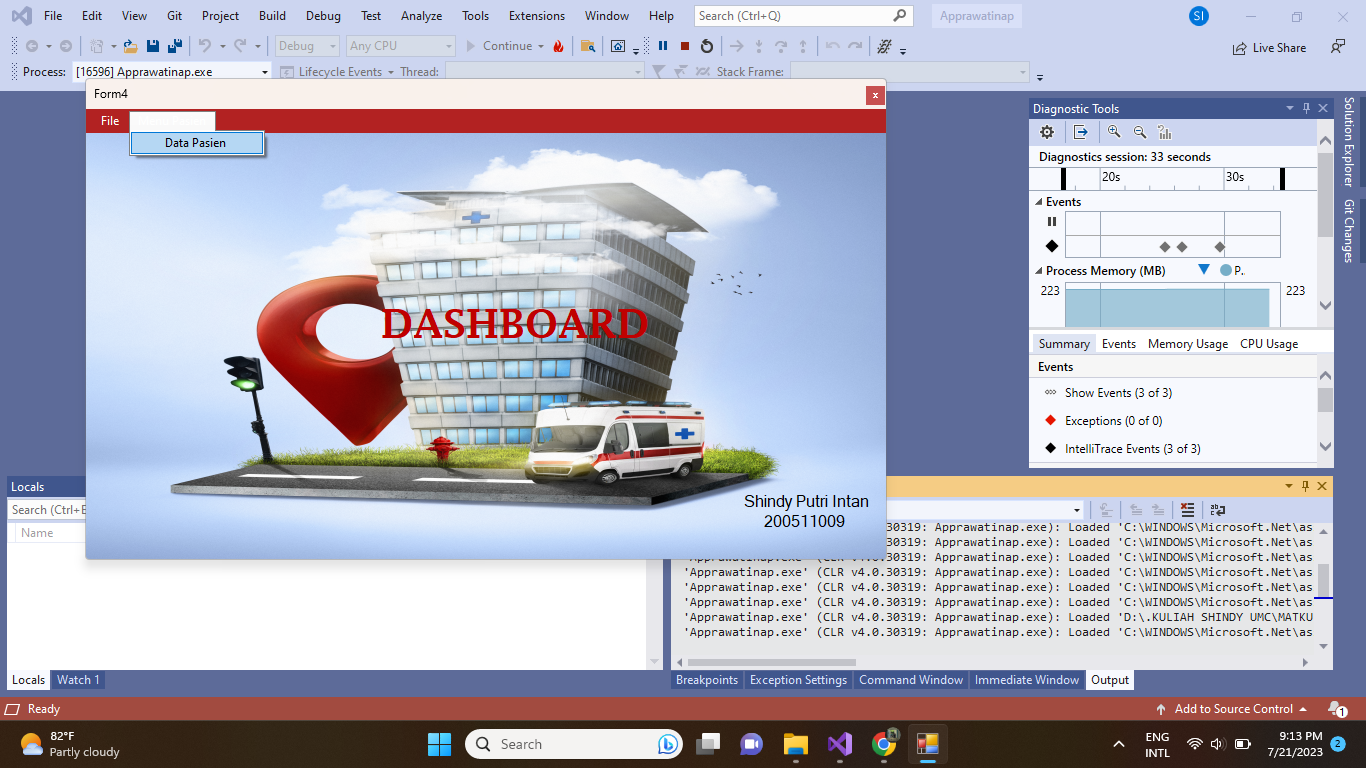 File Edit View Git Project Build Debug Test Analyze Tools Extensions Window Help Search (Ctrl+Q) Apprawatinap SI
Debug Any CPU Continue Live Share
Process: [16596] Apprawatinap.exe Lifecycle Events Thread: Stack Frame:
Form4
File
Data Pasien
DASHBOARD
Shindy Putri Intan
200511009
Diagnostic Tools
Diagnostics session: 33 seconds
20s 30s
Events
Process Memory (MB) P..
223 223
Summary Events Memory Usage CPU Usage
Events
Show Events (3 of 3)
Exceptions (0 of 0)
IntelliTrace Events (3 of 3)
Solution Explorer
Git Changes
Locals
Search (Ctrl+E
Name
.30319: Apprawatinap.exe): Loaded 'C:\WINDOWS\Microsoft.Net\as
.30319: Apprawatinap.exe): Loaded 'C:\WINDOWS\Microsoft.Net\as
'Apprawatinap.exe' (CLR v4.0.30319: Apprawatinap.exe): Loaded 'C:\WINDOWS\Microsoft.Net\as
'Apprawatinap.exe' (CLR v4.0.30319: Apprawatinap.exe): Loaded 'C:\WINDOWS\Microsoft.Net\as
'Apprawatinap.exe' (CLR v4.0.30319: Apprawatinap.exe): Loaded 'C:\WINDOWS\Microsoft.Net\as
'Apprawatinap.exe' (CLR v4.0.30319: Apprawatinap.exe): Loaded 'C:\WINDOWS\Microsoft.Net\as
'Apprawatinap.exe' (CLR v4.0.30319: Apprawatinap.exe): Loaded 'D:\.KULIAH SHINDY UMC\MATKU
'Apprawatinap.exe' (CLR v4.0.30319: Apprawatinap.exe): Loaded 'C:\WINDOWS\Microsoft.Net\as
Locals Watch 1
Breakpoints Exception Settings Command Window Immediate Window Output
Ready Add to Source Control 1
82°F
Partly cloudy
Search
ENG
INTL
9:13 PM
7/21/2023
2